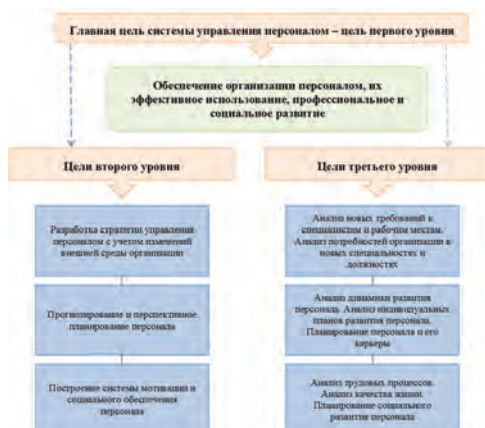 Главная цель системы управления персоналом – цель первого уровня
Обеспечение организации персоналом, их
эффективное использование, профессиональное и
социальное развитие
Цели второго уровня
Разработка стратегии управления
персоналом с учетом изменений
внешней среды организации
Прогнозирование и перспективное
планирование персонала
Построение системы мотивации и
социального обеспечения
персонала
Цели третьего уровня
Анализ новых требований к
специалистам и рабочим местам.
Анализ потребностей организации в
новых специальностях и
должностях
Анализ динамики развития
персонала. Анализ индивидуальных
планов развития персонала.
Планирование персонала и его
карьеры
Анализ трудовых процессов.
Анализ качества жизни.
Планирование социального
развития персонала